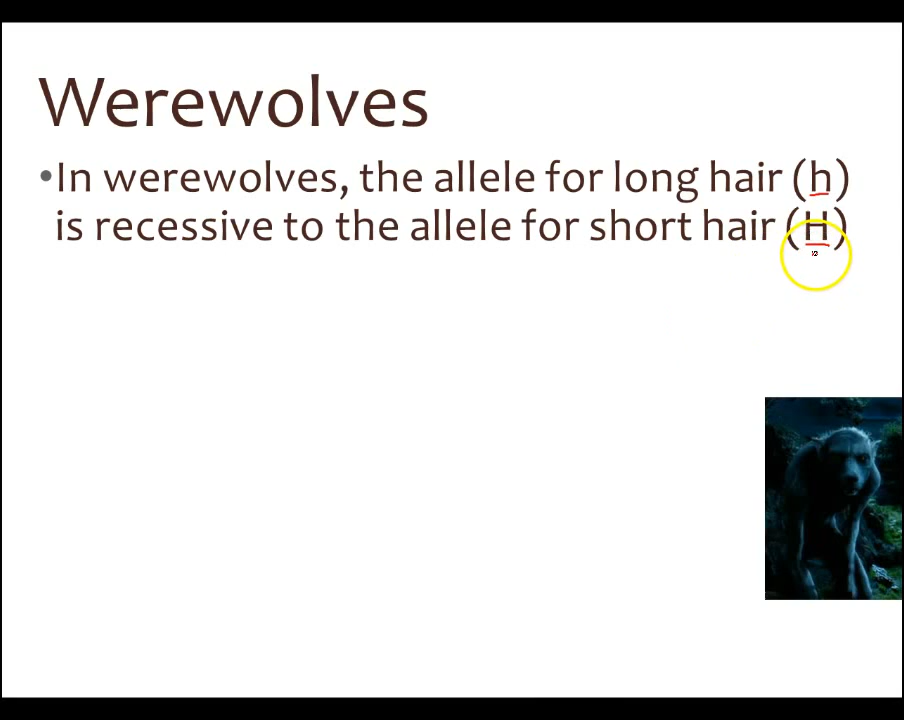 Werewolves
•In werewolves, the allele for long hair (h)
is recessive to the allele for short hair (H)